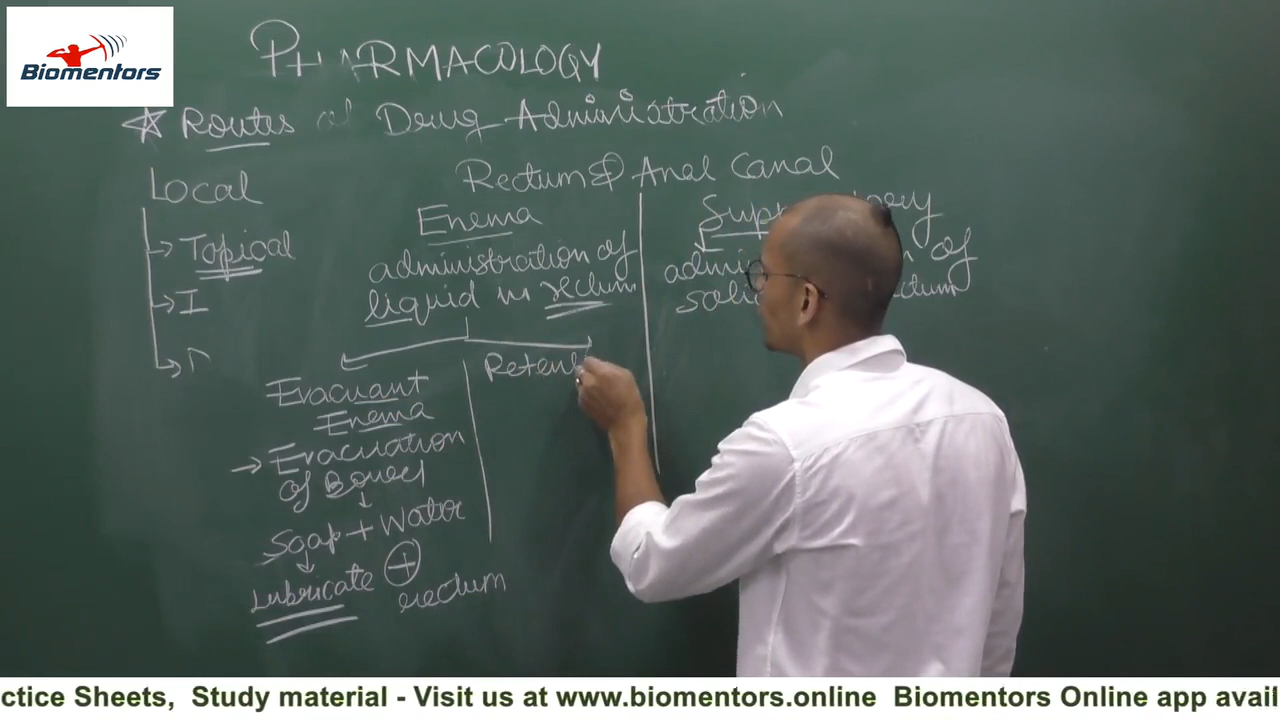 Biomentors
PHARMACOLOGY
Routes of Drug Administration
Local
Topical
I
Rectum & Anal Canal
Enema
administration of
liquid in rectum
Evacuant
Enema
Evacuation
of Bowel
Soap + Water
Lubricate +
rectum
of
ctice Sheets, Study material - Visit us at www.biomentors.online Biomentors Online app avail